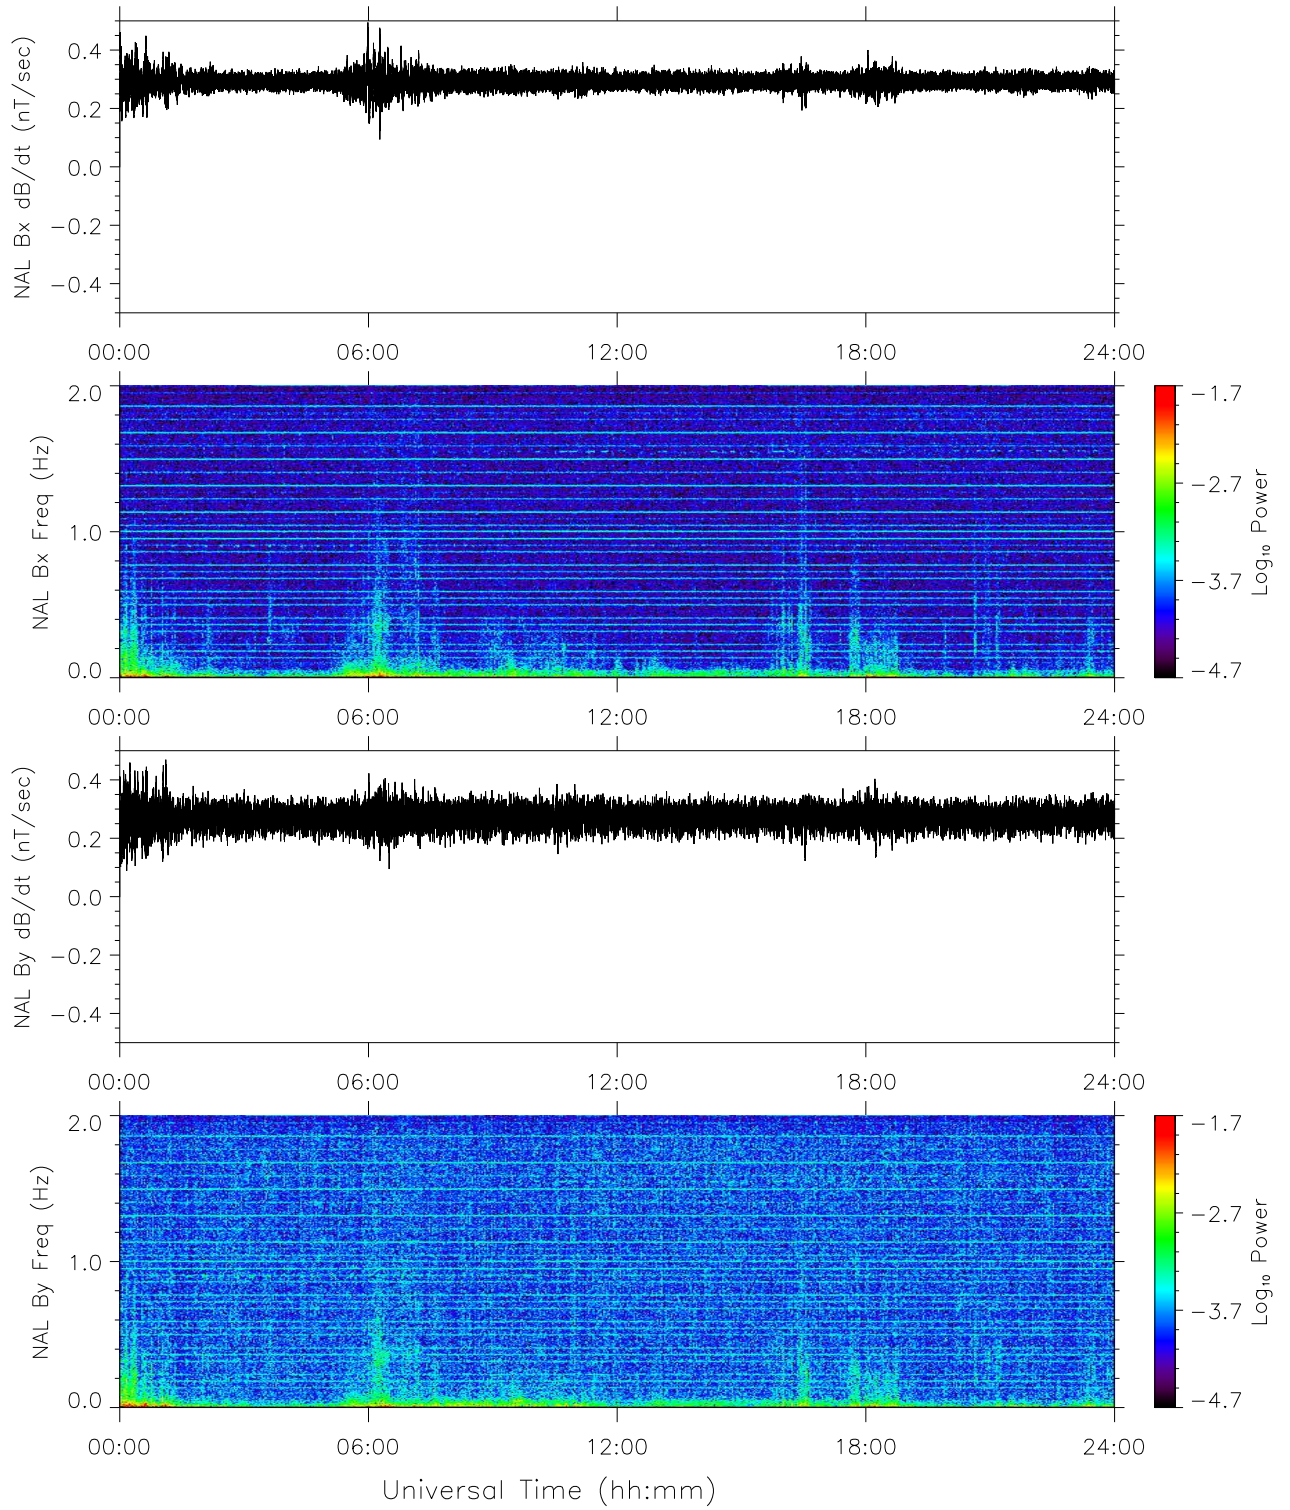 NAL Bx dB/dt (nT/sec)
0.4
0.2
0.0
−0.2
−0.4
00:00 06:00 12:00 18:00 24:00
NAL Bx Freq (Hz)
2.0
1.0
0.0
−1.7
−2.7
−3.7
−4.7
Log₁₀ Power
00:00 06:00 12:00 18:00 24:00
NAL By dB/dt (nT/sec)
0.4
0.2
0.0
−0.2
−0.4
00:00 06:00 12:00 18:00 24:00
NAL By Freq (Hz)
2.0
1.0
0.0
−1.7
−2.7
−3.7
−4.7
Log₁₀ Power
00:00 06:00 12:00 18:00 24:00
Universal Time (hh:mm)